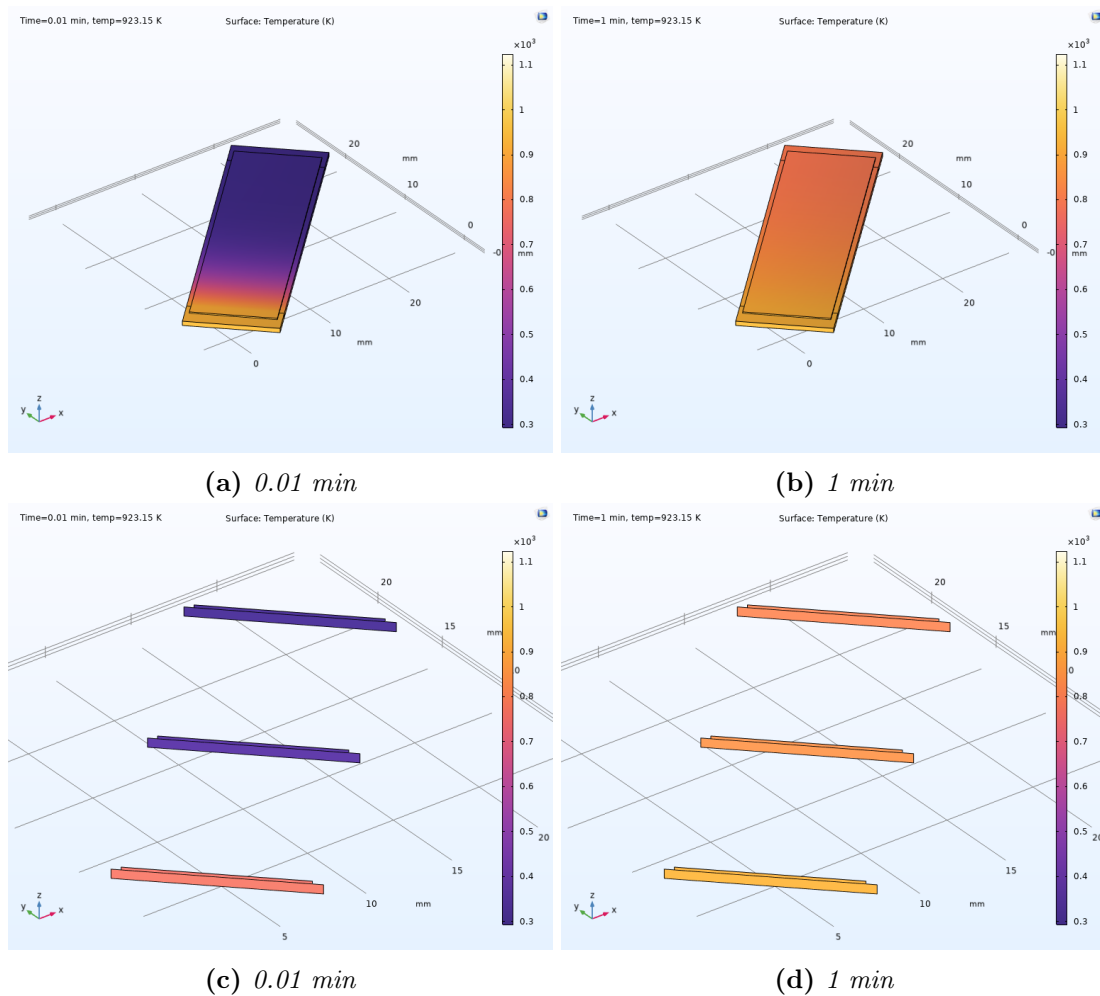 Time=0.01 min, temp=923.15 K Surface: Temperature (K)
×10³
1.1
1
0.9
0.8
0.7
0.6
0.5
0.4
0.3
20
mm
10
0
-0
mm
20
10
mm
0
z
y
x
(a) 0.01 min
Time=1 min, temp=923.15 K Surface: Temperature (K)
×10³
1.1
1
0.9
0.8
0.7
0.6
0.5
0.4
0.3
20
mm
10
0
-0
mm
20
10
mm
0
z
y
x
(b) 1 min
Time=0.01 min, temp=923.15 K Surface: Temperature (K)
×10³
1.1
1
0.9
0.8
0.7
0.6
0.5
0.4
0.3
20
15
mm
0
20
15
10
mm
5
z
y
x
(c) 0.01 min
Time=1 min, temp=923.15 K Surface: Temperature (K)
×10³
1.1
1
0.9
0.8
0.7
0.6
0.5
0.4
0.3
20
15
mm
0
20
15
10
mm
5
z
y
x
(d) 1 min